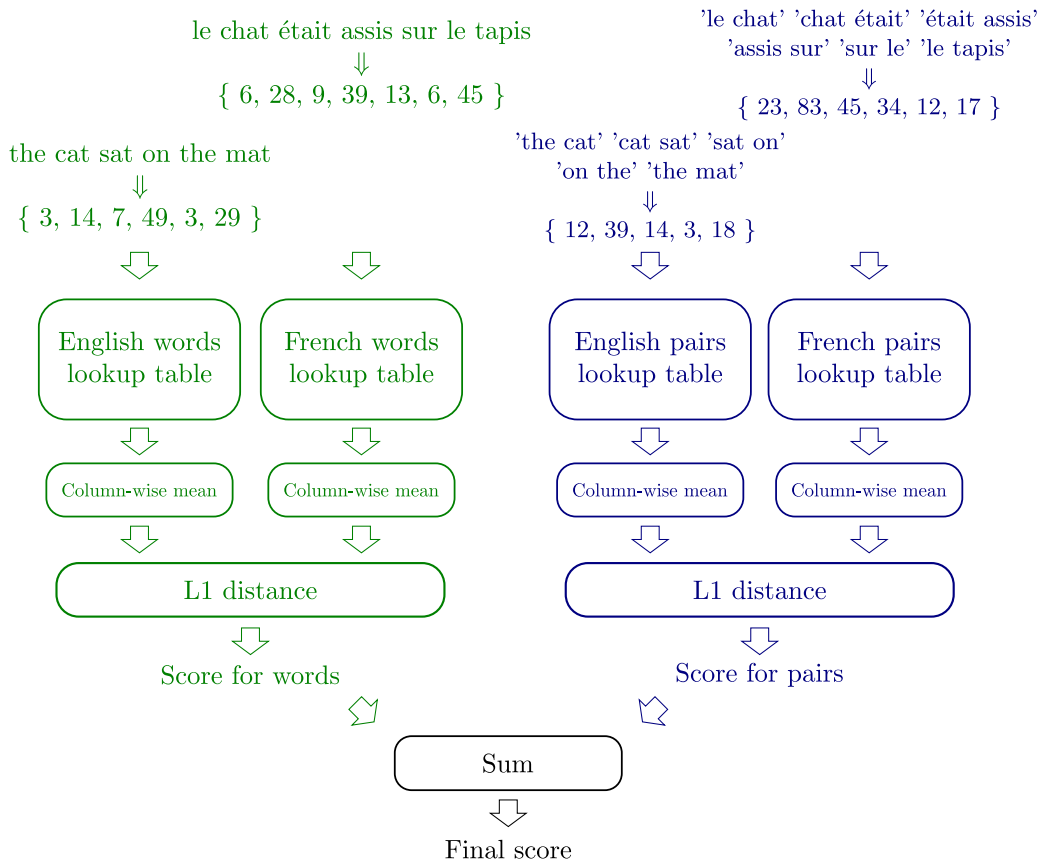 le chat était assis sur le tapis
⇓
{ 6, 28, 9, 39, 13, 6, 45 }
the cat sat on the mat
⇓
{ 3, 14, 7, 49, 3, 29 }
English words
lookup table
French words
lookup table
Column-wise mean
Column-wise mean
L1 distance
Score for words
'le chat' 'chat était' 'était assis'
'assis sur' 'sur le' 'le tapis'
⇓
{ 23, 83, 45, 34, 12, 17 }
'the cat' 'cat sat' 'sat on'
'on the' 'the mat'
⇓
{ 12, 39, 14, 3, 18 }
English pairs
lookup table
French pairs
lookup table
Column-wise mean
Column-wise mean
L1 distance
Score for pairs
Sum
Final score